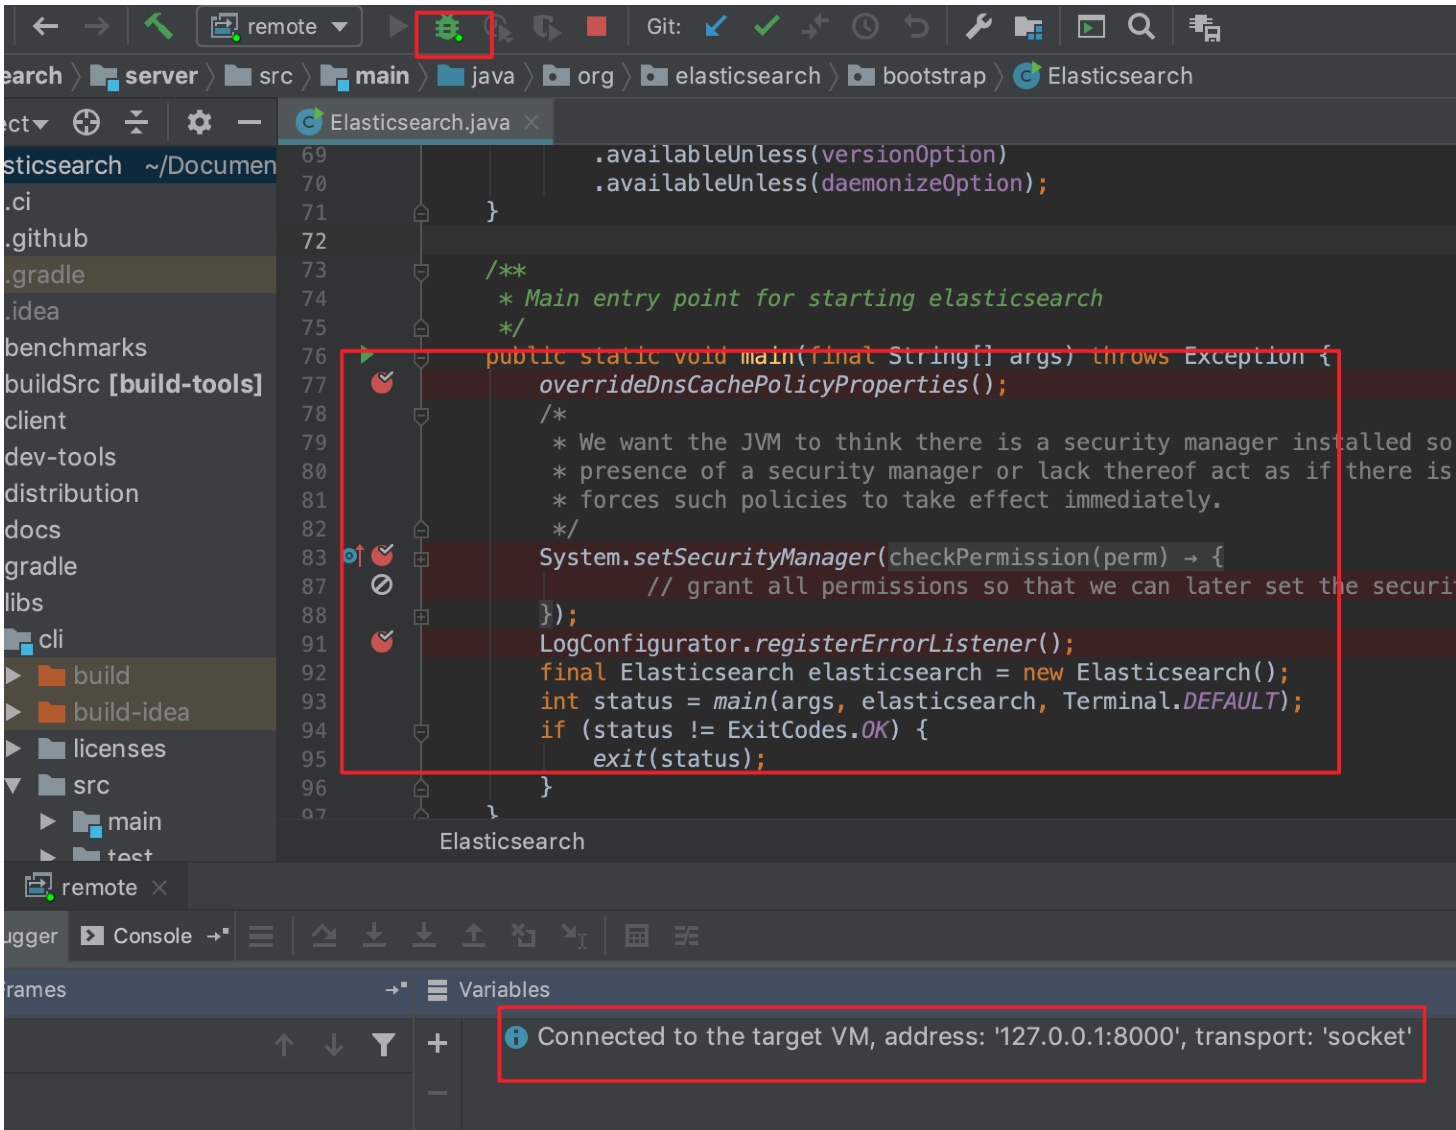 remote
Git:
earch server src main java org elasticsearch bootstrap Elasticsearch
ect
Elasticsearch.java
sticsearch ~/Documen
.ci
.github
.gradle
.idea
benchmarks
buildSrc [build-tools]
client
dev-tools
distribution
docs
gradle
libs
cli
build
build-idea
licenses
src
main
test
69 .availableUnless(versionOption)
70 .availableUnless(daemonizeOption);
71 }
72
73 /**
74 * Main entry point for starting elasticsearch
75 */
76 public static void main(final String[] args) throws Exception {
77 overrideDnsCachePolicyProperties();
78 /*
79 * We want the JVM to think there is a security manager installed so
80 * presence of a security manager or lack thereof act as if there is
81 * forces such policies to take effect immediately.
82 */
83 System.setSecurityManager(checkPermission(perm) → {
87 // grant all permissions so that we can later set the securit
88 });
91 LogConfigurator.registerErrorListener();
92 final Elasticsearch elasticsearch = new Elasticsearch();
93 int status = main(args, elasticsearch, Terminal.DEFAULT);
94 if (status != ExitCodes.OK) {
95 exit(status);
96 }
97 }
Elasticsearch
remote
ugger Console
rames
Variables
Connected to the target VM, address: '127.0.0.1:8000', transport: 'socket'